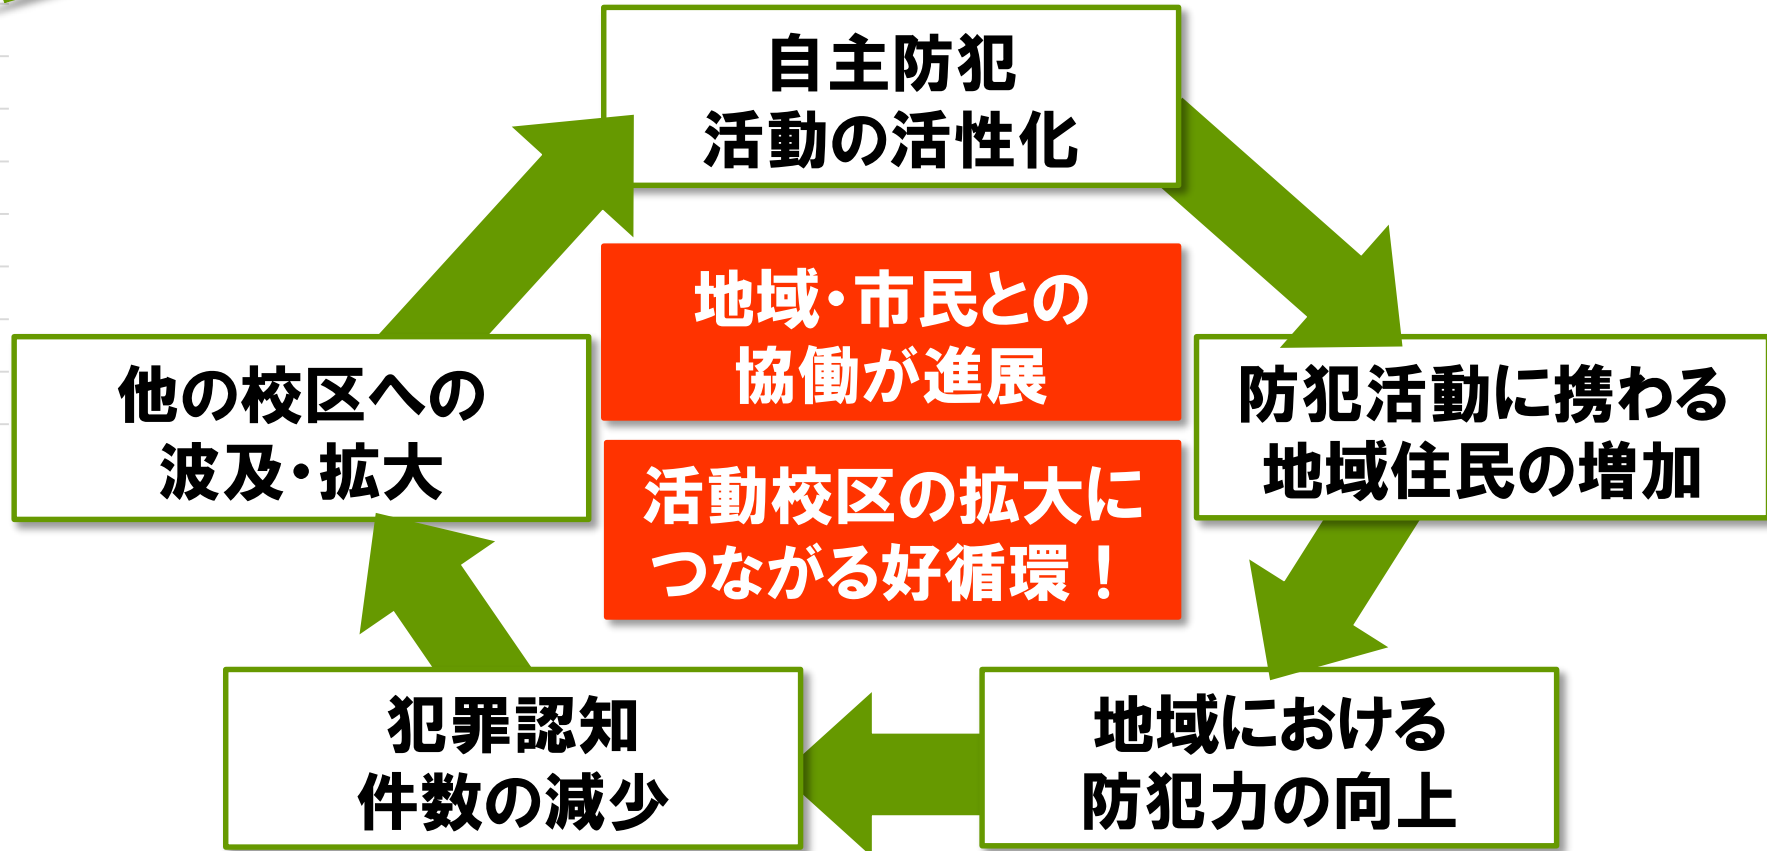 自主防犯
活動の活性化
地域・市民との
協働が進展
他の校区への
波及・拡大
防犯活動に携わる
地域住民の増加
活動校区の拡大に
つながる好循環！
犯罪認知
件数の減少
地域における
防犯力の向上